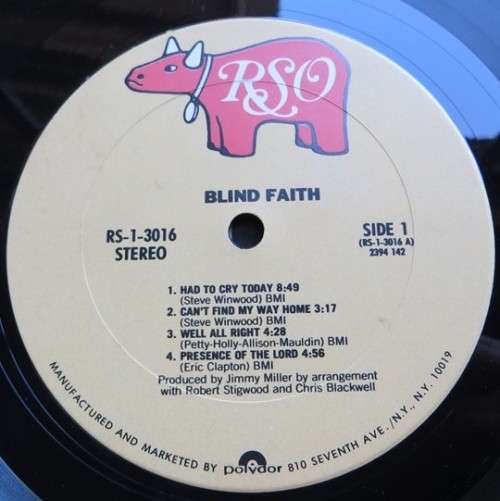 RSO
BLIND FAITH
RS-1-3016
STEREO
SIDE 1
(RS-1-3016 A)
2394 142
1. HAD TO CRY TODAY 8:49
(Steve Winwood) BMI
2. CAN'T FIND MY WAY HOME 3:17
(Steve Winwood) BMI
3. WELL ALL RIGHT 4:28
(Petty-Holly-Allison-Mauldin) BMI
4. PRESENCE OF THE LORD 4:56
(Eric Clapton) BMI
Produced by Jimmy Miller by arrangement
with Robert Stigwood and Chris Blackwell
MANUFACTURED AND MARKETED BY polydor 810 SEVENTH AVE./N.Y., N.Y. 10019